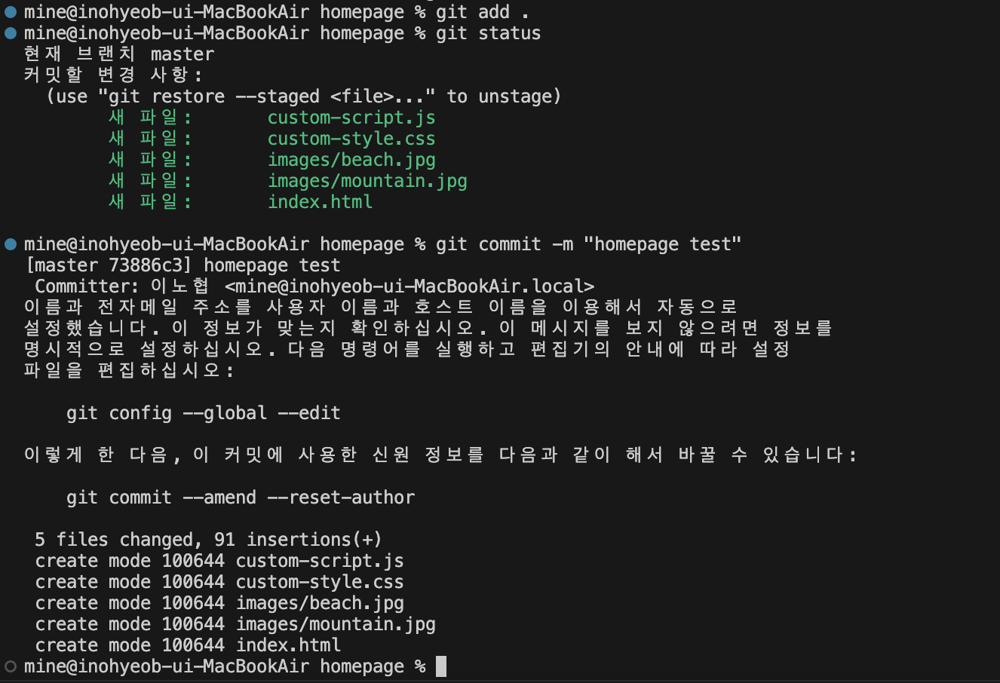 mine@inohyeob-ui-MacBookAir homepage % git add .
mine@inohyeob-ui-MacBookAir homepage % git status
현재 브랜치 master
커밋할 변경 사항:
  (use "git restore --staged <file>..." to unstage)
        새 파일:       custom-script.js
        새 파일:       custom-style.css
        새 파일:       images/beach.jpg
        새 파일:       images/mountain.jpg
        새 파일:       index.html

mine@inohyeob-ui-MacBookAir homepage % git commit -m "homepage test"
[master 73886c3] homepage test
 Committer: 이노협 <mine@inohyeob-ui-MacBookAir.local>
이름과 전자메일 주소를 사용자 이름과 호스트 이름을 이용해서 자동으로
설정했습니다. 이 정보가 맞는지 확인하십시오. 이 메시지를 보지 않으려면 정보를
명시적으로 설정하십시오. 다음 명령어를 실행하고 편집기의 안내에 따라 설정
파일을 편집하십시오:

    git config --global --edit

이렇게 한 다음, 이 커밋에 사용한 신원 정보를 다음과 같이 해서 바꿀 수 있습니다:

    git commit --amend --reset-author

 5 files changed, 91 insertions(+)
 create mode 100644 custom-script.js
 create mode 100644 custom-style.css
 create mode 100644 images/beach.jpg
 create mode 100644 images/mountain.jpg
 create mode 100644 index.html
mine@inohyeob-ui-MacBookAir homepage %